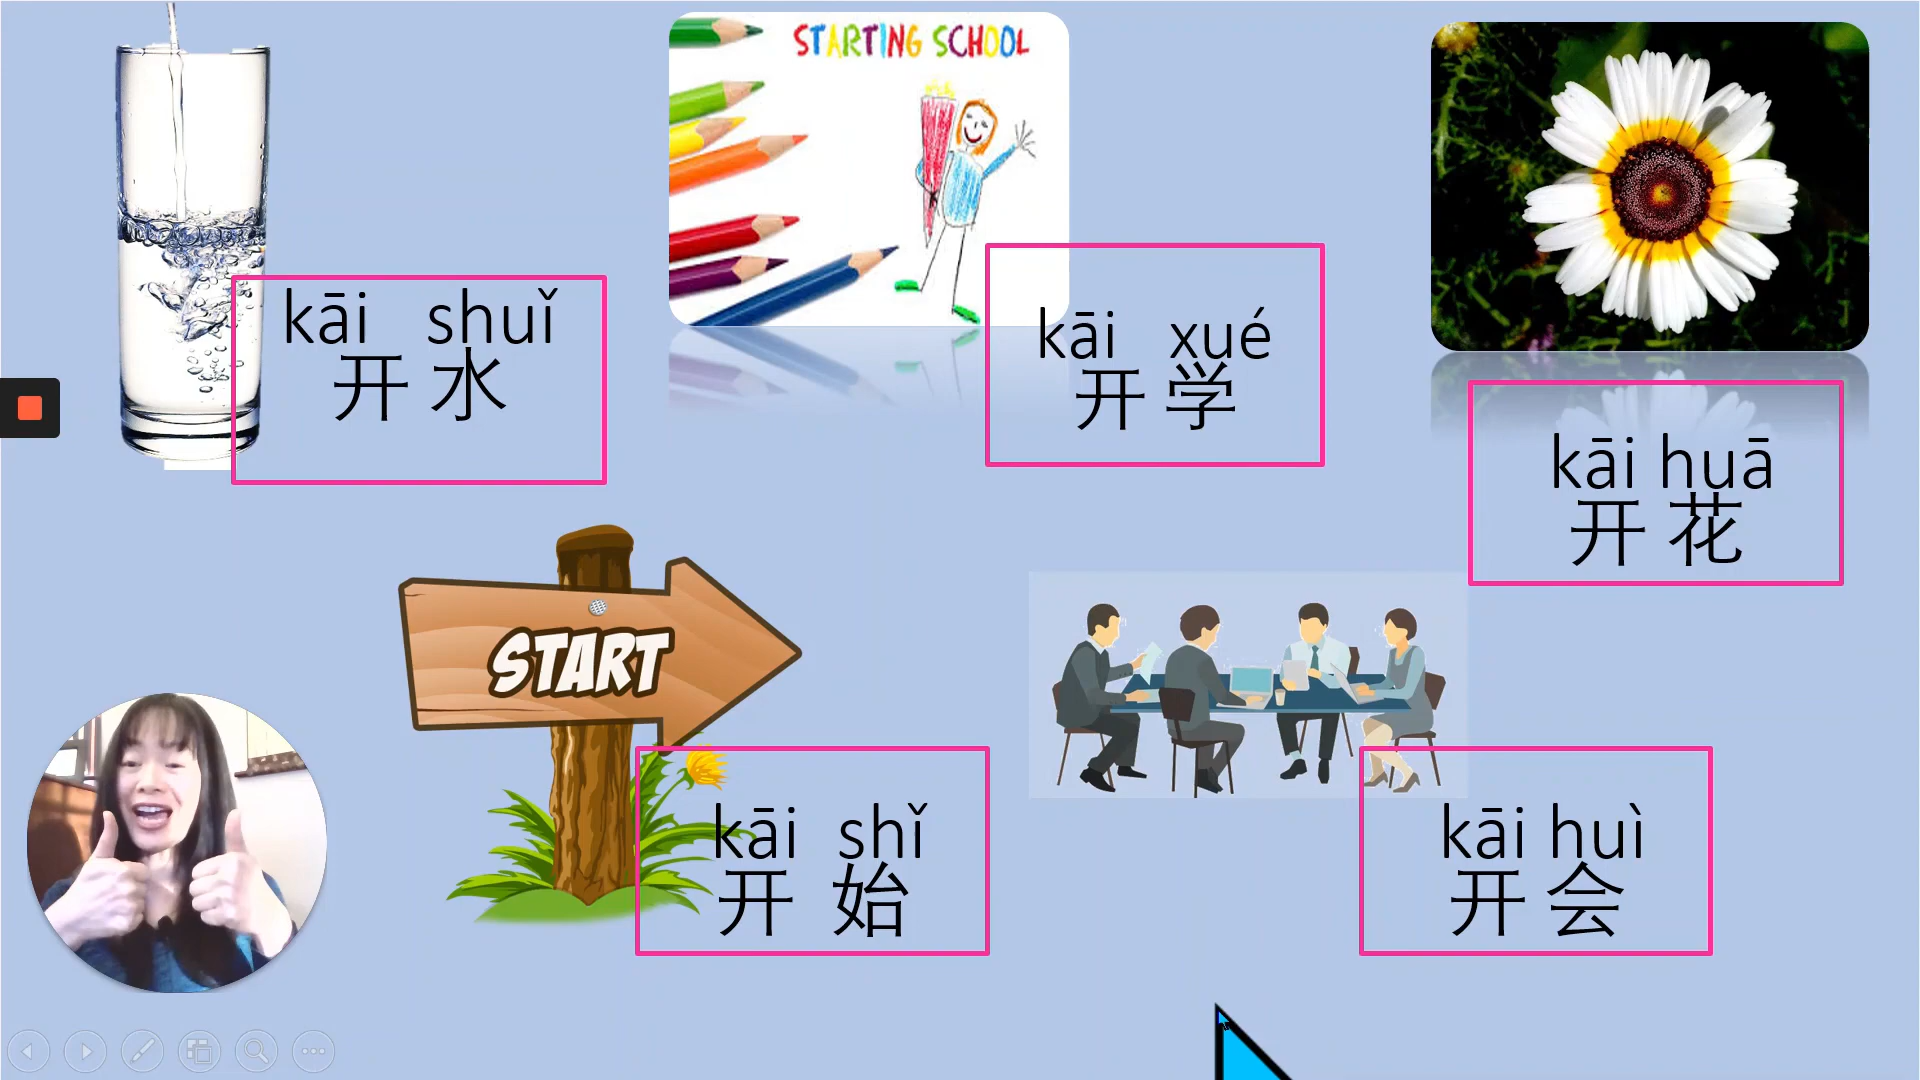 STARTING SCHOOL
kāi shuǐ
开 水
kāi xué
开 学
kāi huā
开 花
START
kāi shǐ
开 始
kāi huì
开 会